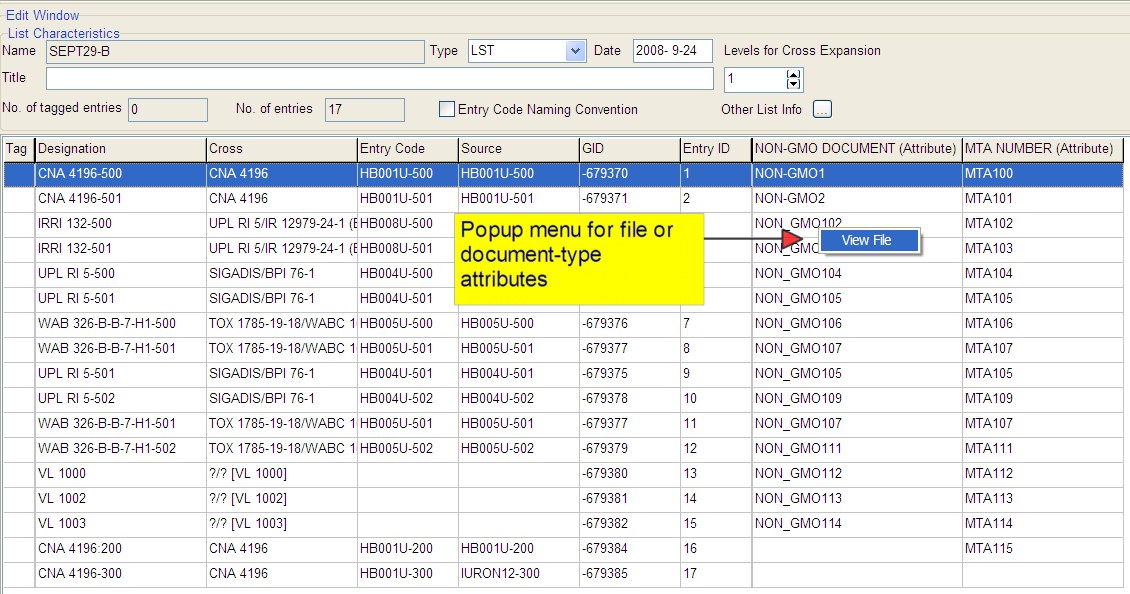 Edit Window
List Characteristics
Name SEPT29-B Type LST Date 2008- 9-24 Levels for Cross Expansion
Title 1
No. of tagged entries 0 No. of entries 17 Entry Code Naming Convention Other List Info ...
Tag Designation Cross Entry Code Source GID Entry ID NON-GMO DOCUMENT (Attribute) MTA NUMBER (Attribute)
CNA 4196-500 CNA 4196 HB001U-500 HB001U-500 -679370 1 NON-GMO1 MTA100
CNA 4196-501 CNA 4196 HB001U-501 HB001U-501 -679371 2 NON-GMO2 MTA101
IRRI 132-500 UPL RI 5/IR 12979-24-1 (E HB008U-500 NON_GMO102 MTA102
IRRI 132-501 UPL RI 5/IR 12979-24-1 (E HB008U-501 NON_GMO MTA103
Popup menu for file or
document-type
attributes
View File
UPL RI 5-500 SIGADIS/BPI 76-1 HB004U-500 NON_GMO104 MTA104
UPL RI 5-501 SIGADIS/BPI 76-1 HB004U-501 NON_GMO105 MTA105
WAB 326-B-B-7-H1-500 TOX 1785-19-18/WABC 1 HB005U-500 HB005U-500 -679376 7 NON_GMO106 MTA106
WAB 326-B-B-7-H1-501 TOX 1785-19-18/WABC 1 HB005U-501 HB005U-501 -679377 8 NON_GMO107 MTA107
UPL RI 5-501 SIGADIS/BPI 76-1 HB004U-501 HB004U-501 -679375 9 NON_GMO105 MTA105
UPL RI 5-502 SIGADIS/BPI 76-1 HB004U-502 HB004U-502 -679378 10 NON_GMO109 MTA109
WAB 326-B-B-7-H1-501 TOX 1785-19-18/WABC 1 HB005U-501 HB005U-501 -679377 11 NON_GMO107 MTA107
WAB 326-B-B-7-H1-502 TOX 1785-19-18/WABC 1 HB005U-502 HB005U-502 -679379 12 NON_GMO111 MTA111
VL 1000 ?/? [VL 1000] -679380 13 NON_GMO112 MTA112
VL 1002 ?/? [VL 1002] -679381 14 NON_GMO113 MTA113
VL 1003 ?/? [VL 1003] -679382 15 NON_GMO114 MTA114
CNA 4196:200 CNA 4196 HB001U-200 HB001U-200 -679384 16 MTA115
CNA 4196-300 CNA 4196 HB001U-300 IURON12-300 -679385 17